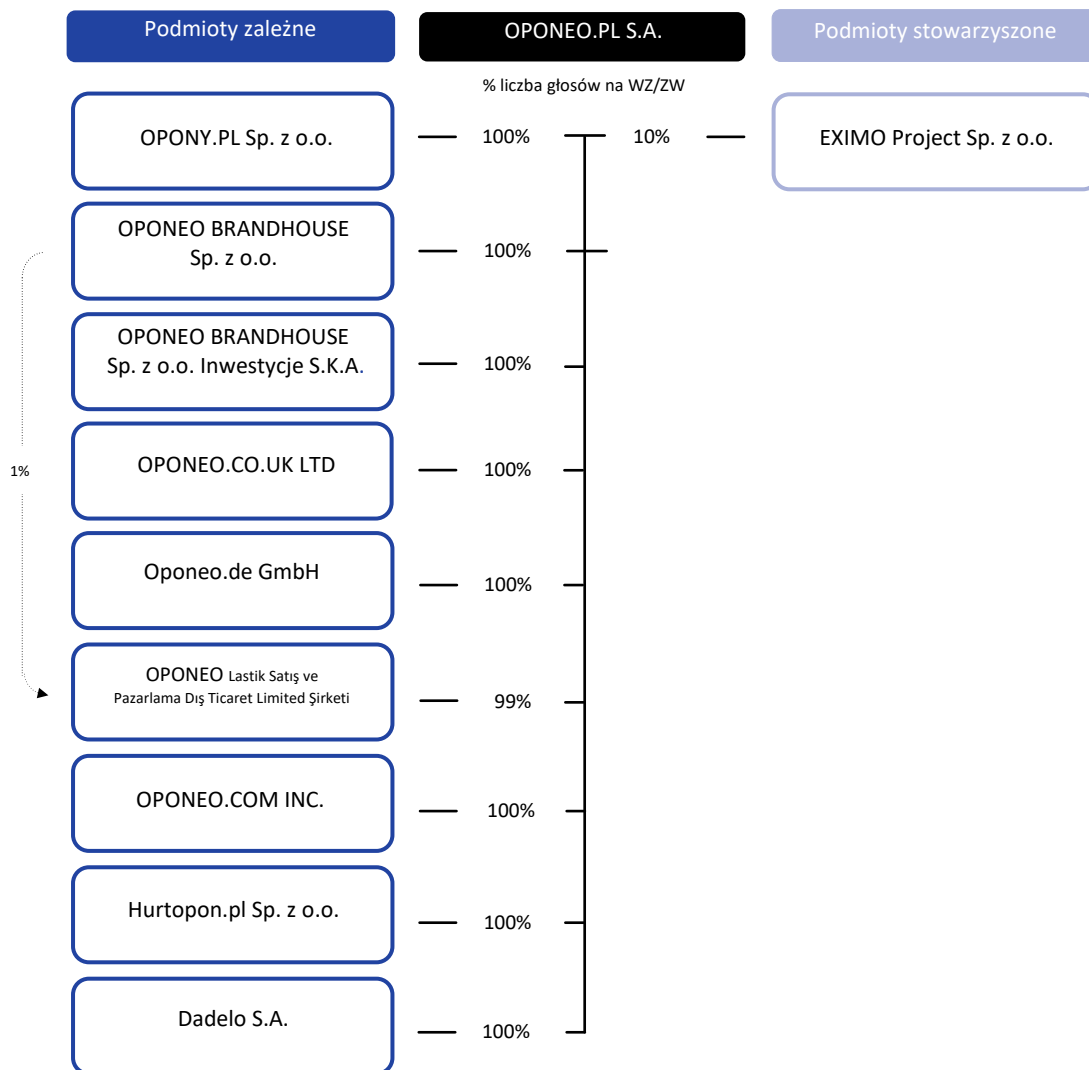 Podmioty zależne
OPONEO.PL S.A.
Podmioty stowarzyszone
% liczba głosów na WZ/ZW
OPONY.PL Sp. z o.o.
100%
10%
EXIMO Project Sp. z o.o.
OPONEO BRANDHOUSE
Sp. z o.o.
100%
OPONEO BRANDHOUSE
Sp. z o.o. Inwestycje S.K.A.
100%
1%
OPONEO.CO.UK LTD
100%
Oponeo.de GmbH
100%
OPONEO Lastik Satış ve
Pazarlama Dış Ticaret Limited Şirketi
99%
OPONEO.COM INC.
100%
Hurtopon.pl Sp. z o.o.
100%
Dadelo S.A.
100%